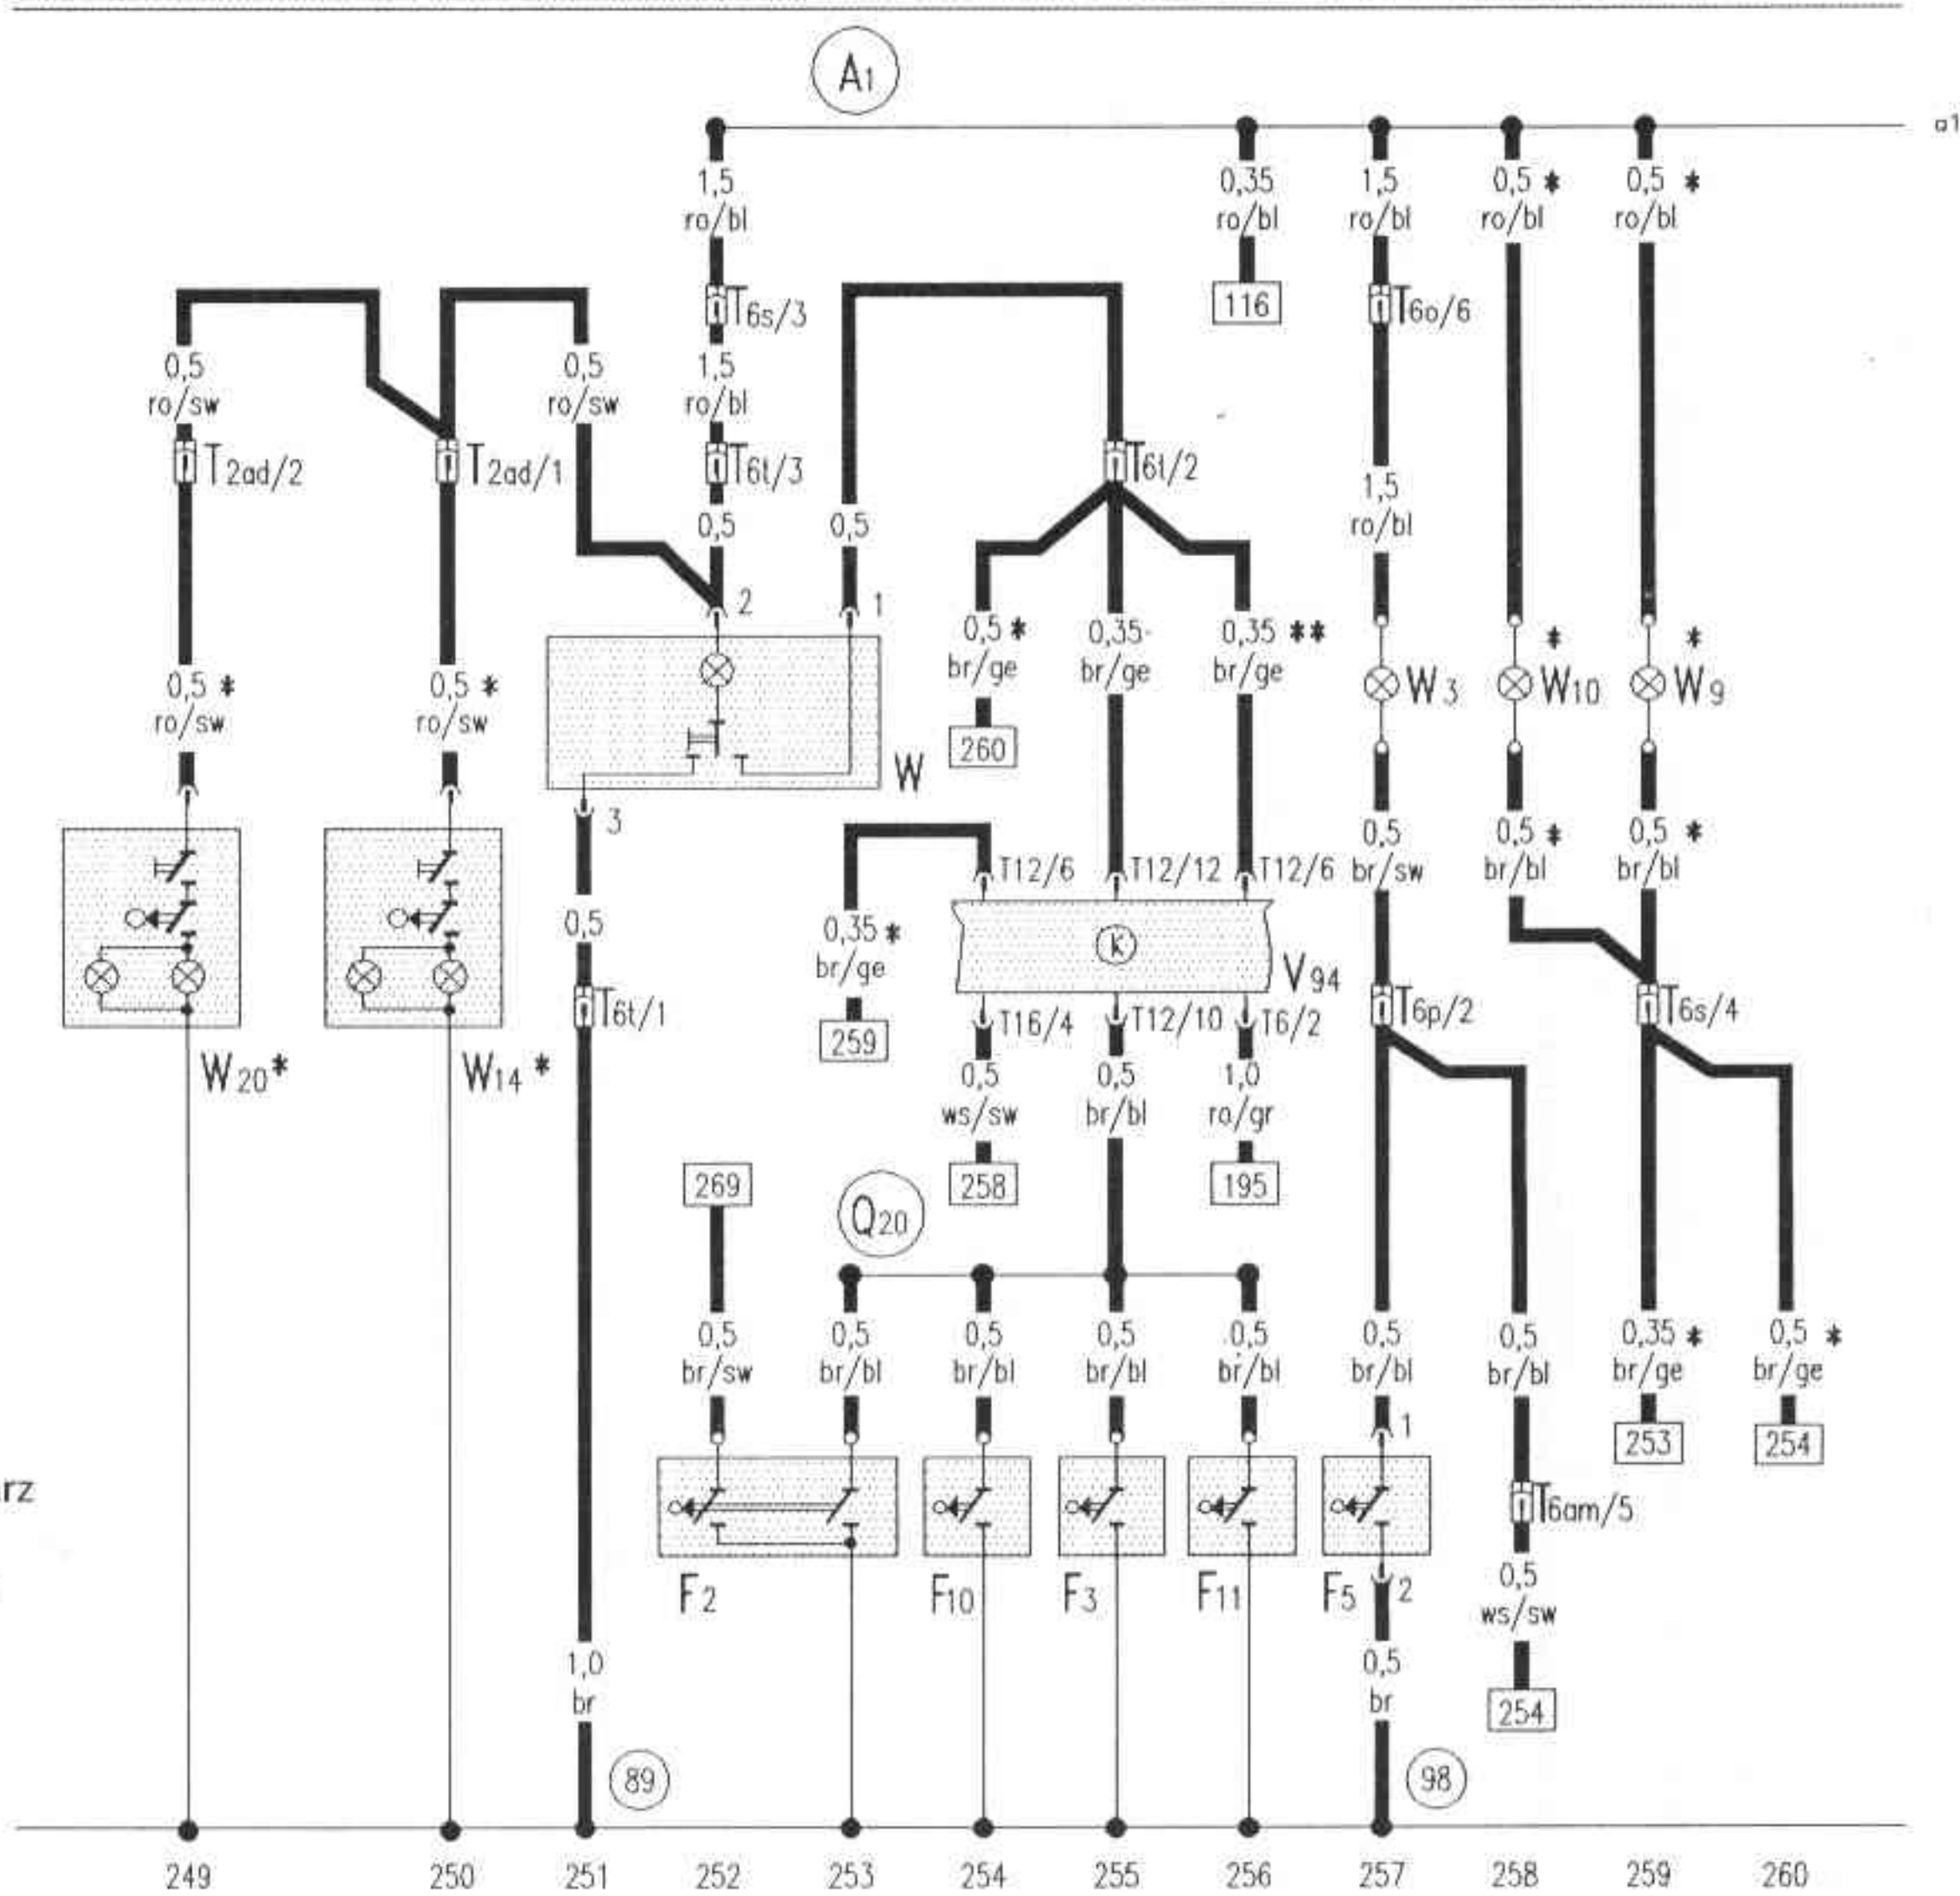 A1
a1
1,5 0,35 1,5 0,5 * 0,5 *
ro/bl ro/bl ro/bl ro/bl ro/bl
T6s/3 116 T6o/6
0,5 0,5 1,5
ro/sw ro/sw ro/bl
T2ad/2 T2ad/1 T6t/3 T6t/2
1,5
ro/bl
0,5 0,5
2 1
0,5 * 0,35 0,35 **
br/ge br/ge br/ge
* *
W3 W10 W9
0,5 * 0,5 *
ro/sw ro/sw
260
W
3
0,5 0,5 * 0,5 *
br/sw br/bl br/bl
T12/6 T12/12 T12/6
0,5 0,35 *
br/ge
k
V94
T6t/1 T16/4 T12/10 T6/2 T6p/2 T6s/4
259
W20* W14*
0,5 0,5 1,0
ws/sw br/bl ro/gr
269 258 195
Q20
0,5 0,5 0,5 0,5 0,5 0,5 0,5 0,35 * 0,5 *
br/sw br/bl br/bl br/bl br/bl br/bl br/bl br/ge br/ge
1
253 254
rz
T6am/5
F2 F10 F3 F11 F5 2
0,5
ws/sw
1,0 0,5
br br
254
89 98
249 250 251 252 253 254 255 256 257 258 259 260